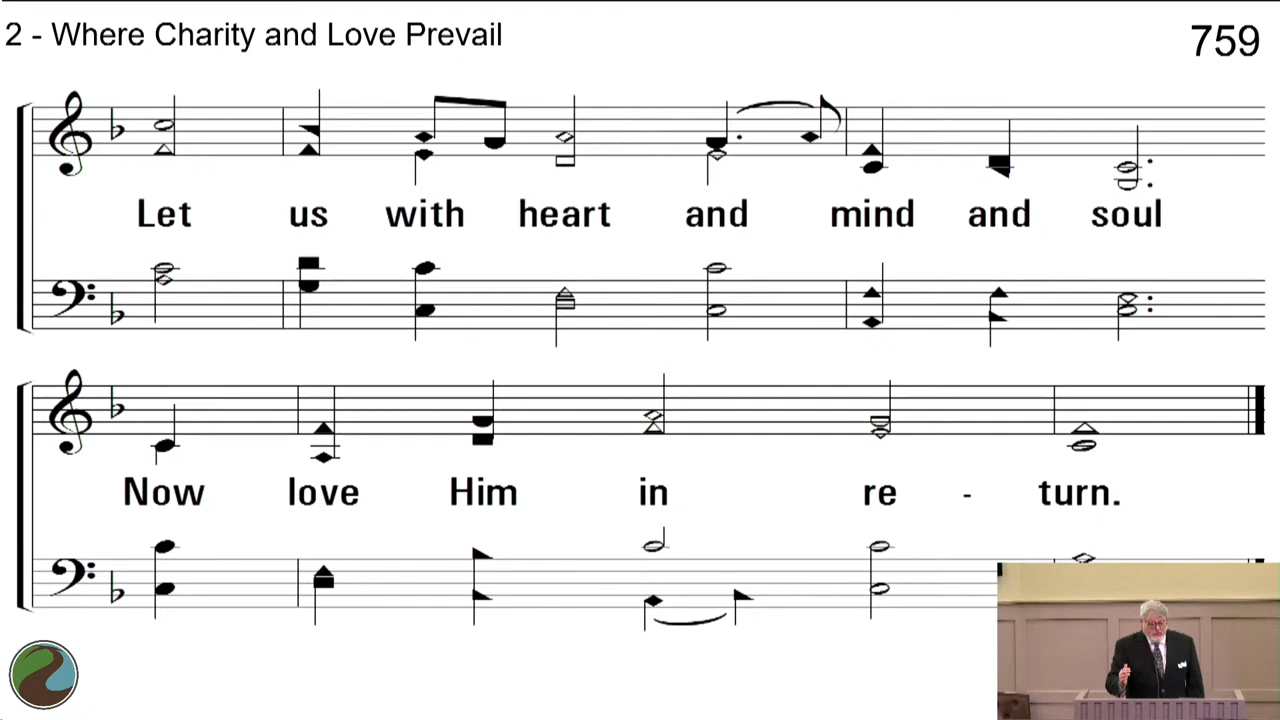 2 - Where Charity and Love Prevail
759
Let us with heart and mind and soul
Now love Him in re - turn.